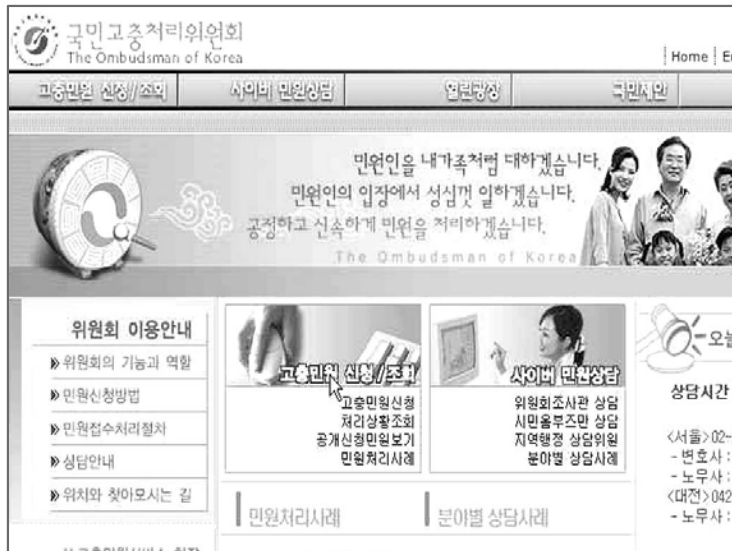 국민고충처리위원회
The Ombudsman of Korea
Home
고충민원 신청/조회
사이버 민원상담
열린광장
국민제안
민원인을 내가족처럼 대하겠습니다.
민원인의 입장에서 성심껏 일하겠습니다.
공정하고 신속하게 민원을 처리하겠습니다.
The Ombudsman of Korea
위원회 이용안내
» 위원회의 기능과 역할
» 민원신청방법
» 민원접수처리절차
» 상담안내
» 위치와 찾아오시는 길
고충민원 신청/조회
고충민원신청
처리상황조회
공개신청민원보기
민원처리사례
사이버 민원상담
위원회조사관 상담
시민옴부즈만 상담
지역행정 상담위원
분야별 상담사례
민원처리사례
분야별 상담사례
상담시간
<서울>02-
- 변호사 :
- 노무사 :
<대전>042
- 노무사 :